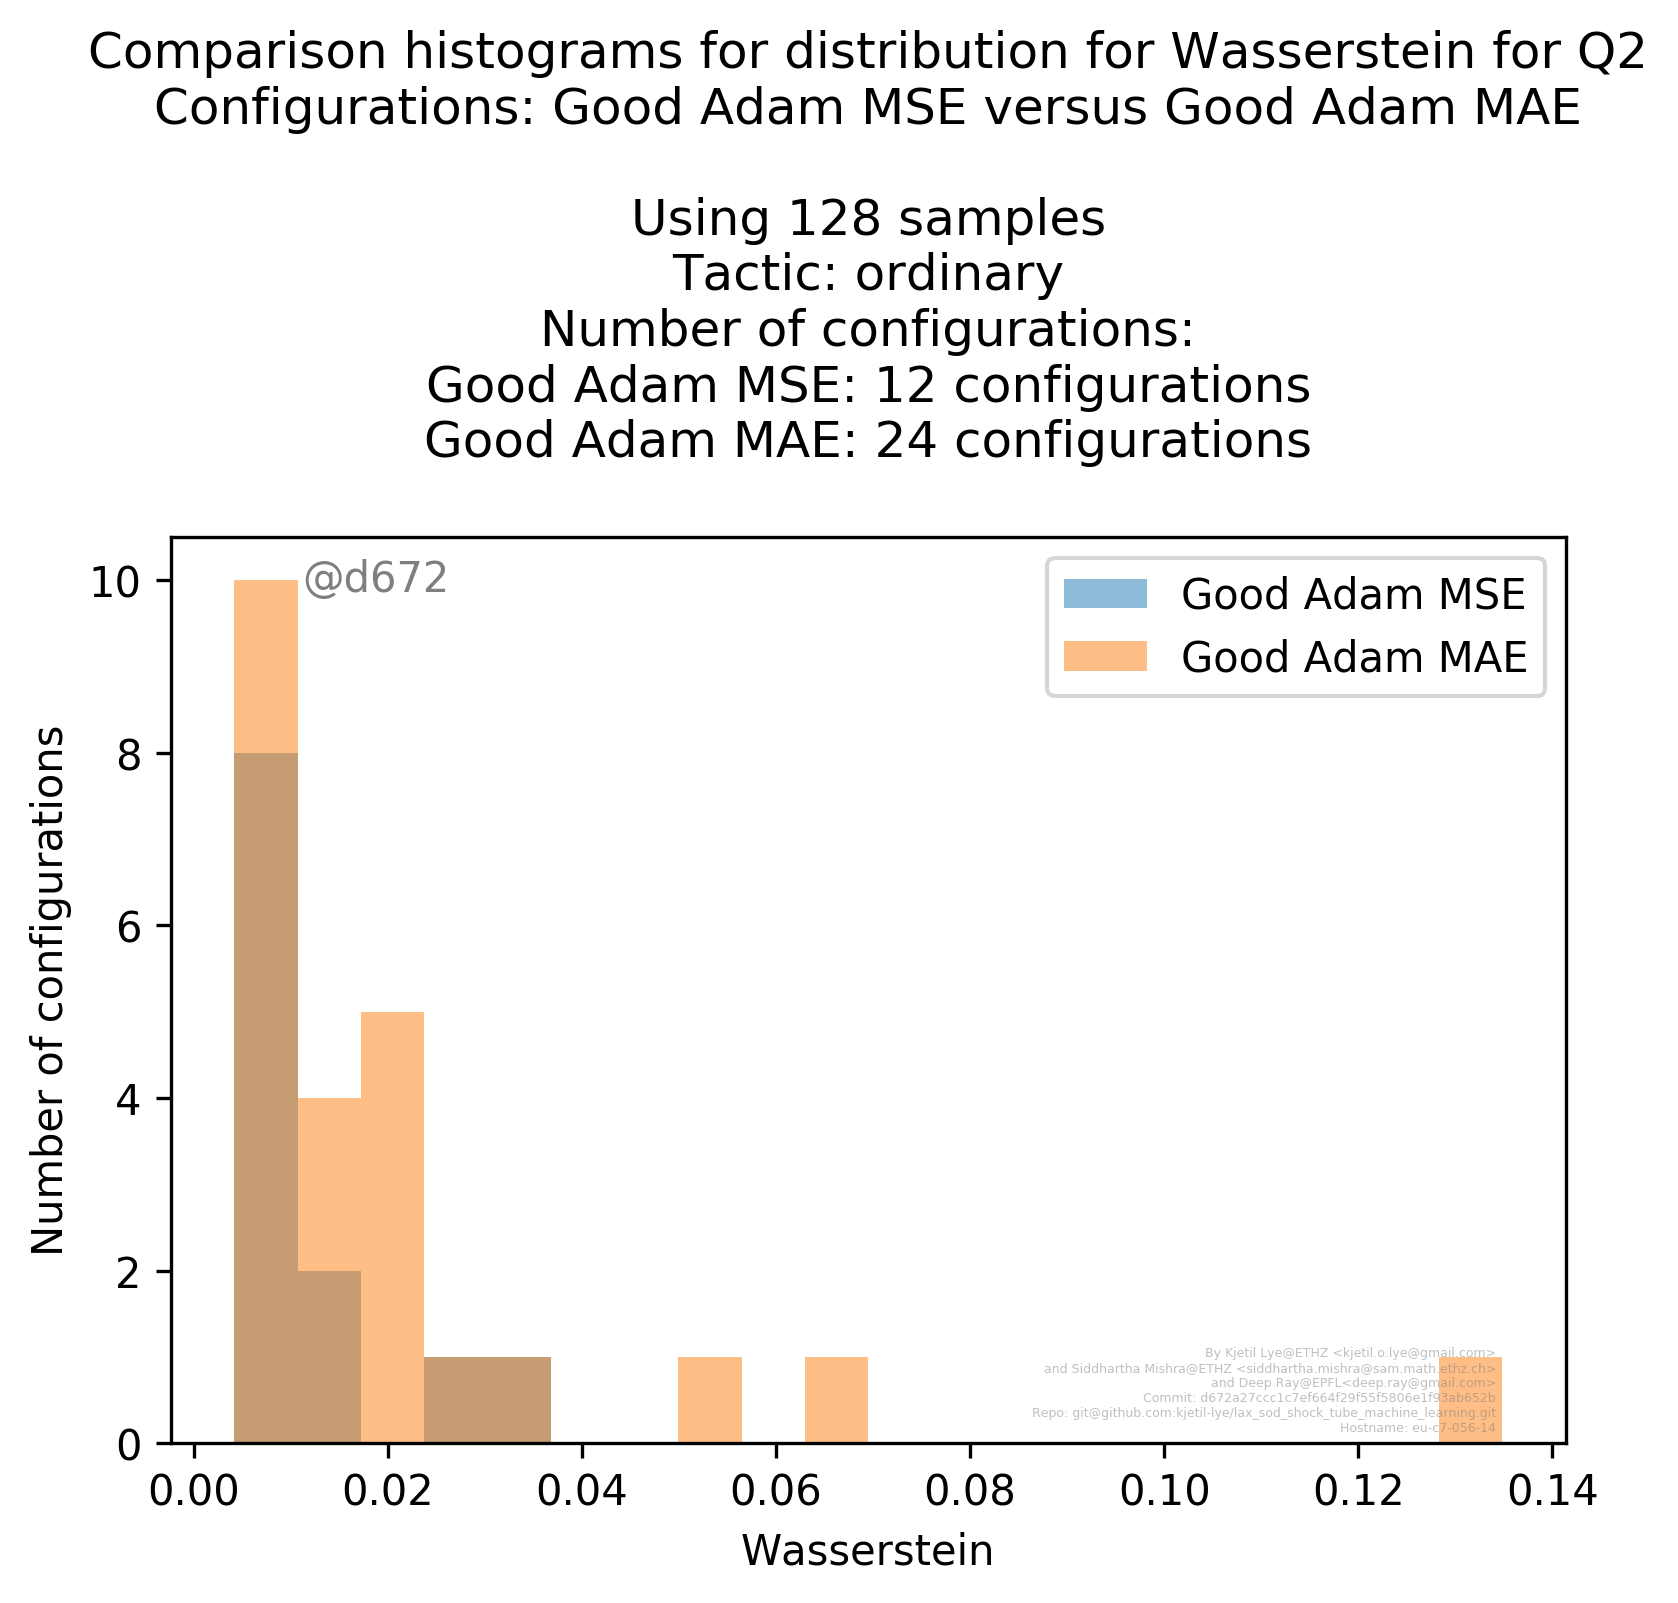 Comparison histograms for distribution for Wasserstein for Q2
Configurations: Good Adam MSE versus Good Adam MAE
Using 128 samples
Tactic: ordinary
Number of configurations:
Good Adam MSE: 12 configurations
Good Adam MAE: 24 configurations
@d672
Good Adam MSE
Good Adam MAE
Number of configurations
10
8
6
4
2
0
By Kjetil Lye@ETHZ <kjetil.o.lye@gmail.com>
and Siddhartha Mishra@ETHZ <siddhartha.mishra@sam.math.ethz.ch>
and Deep Ray@EPFL<deep.ray@gmail.com>
Commit: d672a27ccc1c7ef664f29f55f5806e1f93ab652b
Repo: git@github.com:kjetil-lye/lax_sod_shock_tube_machine_learning.git
Hostname: eu-c7-056-14
0.00 0.02 0.04 0.06 0.08 0.10 0.12 0.14
Wasserstein